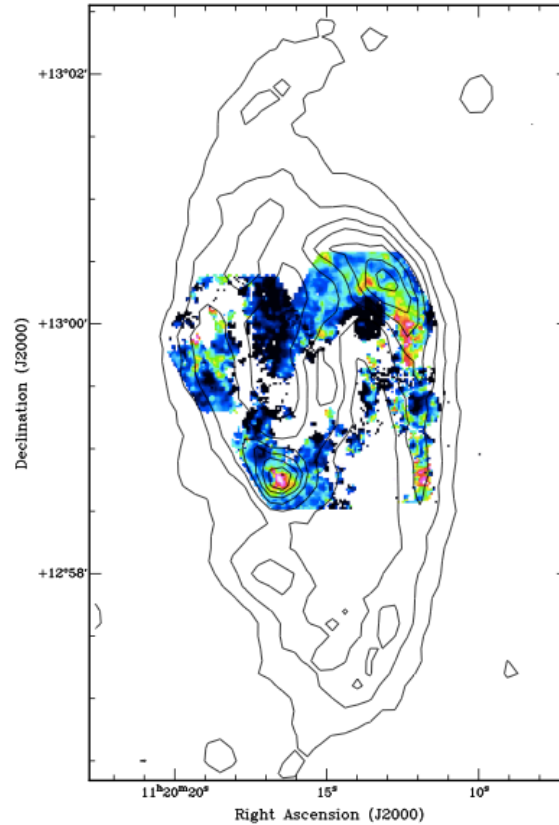 +13°02′
+13°00′
+12°58′
Declination (J2000)
11ʰ20ᵐ20ˢ
15ˢ
10ˢ
Right Ascension (J2000)